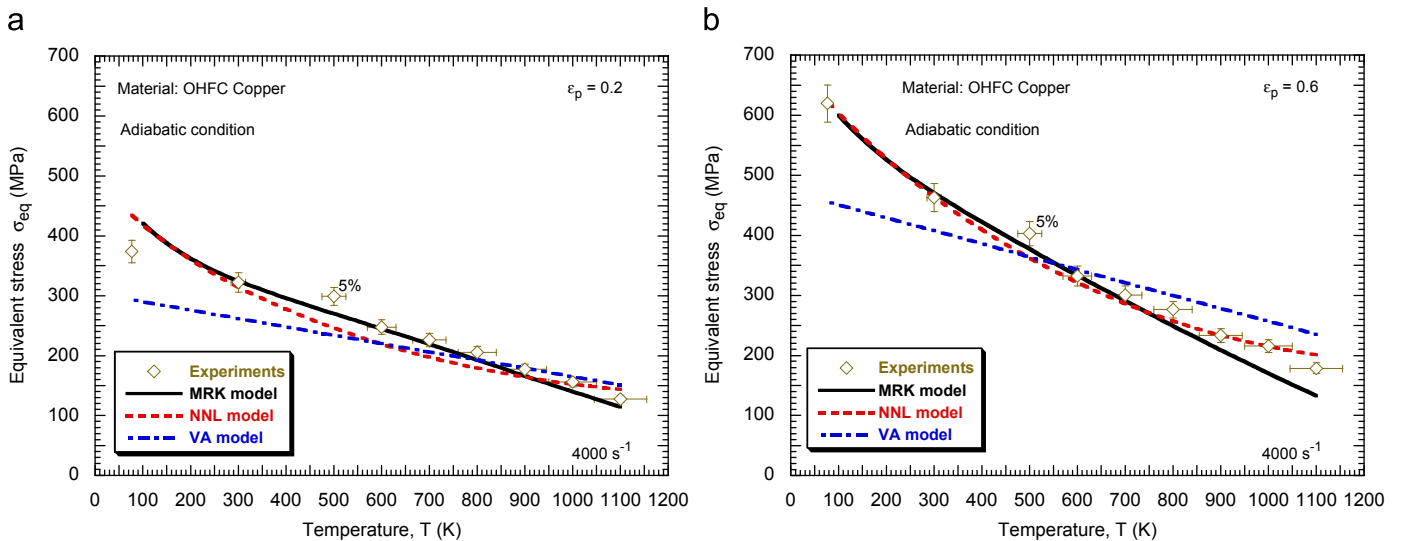 a
700
600
500
400
300
200
100
0
Equivalent stress σeq (MPa)
Material: OHFC Copper
εp = 0.2
Adiabatic condition
5%
Experiments
MRK model
NNL model
VA model
4000 s⁻¹
0 100 200 300 400 500 600 700 800 900 1000 1100 1200
Temperature, T (K)
b
700
600
500
400
300
200
100
0
Equivalent stress σeq (MPa)
Material: OHFC Copper
εp = 0.6
Adiabatic condition
5%
Experiments
MRK model
NNL model
VA model
4000 s⁻¹
0 100 200 300 400 500 600 700 800 900 1000 1100 1200
Temperature, T (K)